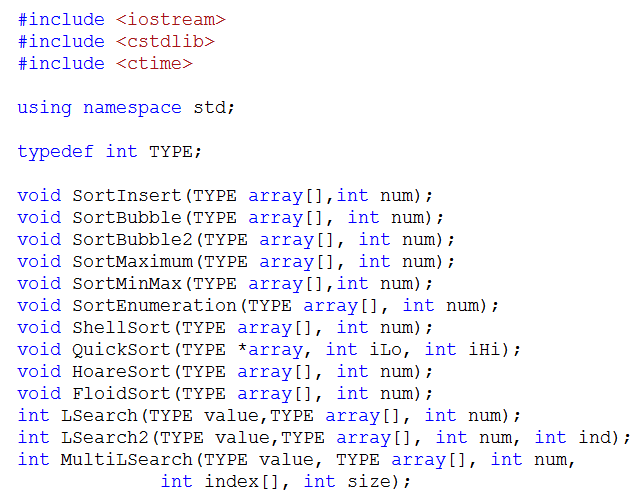 #include <iostream>
#include <cstdlib>
#include <ctime>
using namespace std;
typedef int TYPE;
void SortInsert(TYPE array[],int num);
void SortBubble(TYPE array[], int num);
void SortBubble2(TYPE array[], int num);
void SortMaximum(TYPE array[], int num);
void SortMinMax(TYPE array[],int num);
void SortEnumeration(TYPE array[], int num);
void ShellSort(TYPE array[], int num);
void QuickSort(TYPE *array, int iLo, int iHi);
void HoareSort(TYPE array[], int num);
void FloidSort(TYPE array[], int num);
int LSearch(TYPE value,TYPE array[], int num);
int LSearch2(TYPE value,TYPE array[], int num, int ind);
int MultiLSearch(TYPE value, TYPE array[], int num,
int index[], int size);